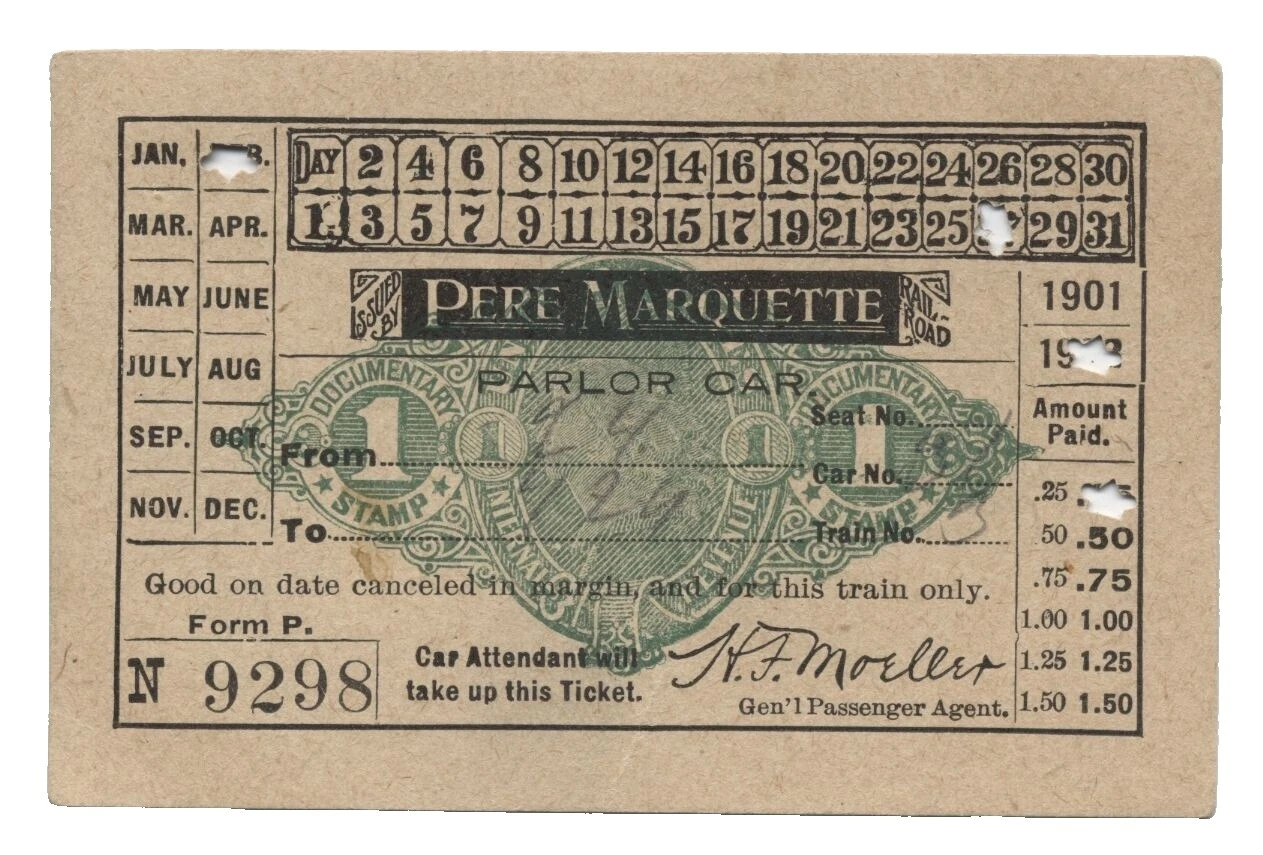 JAN.
MAR. APR.
MAY JUNE
JULY AUG
SEP. OCT.
NOV. DEC.
DAY 2 4 6 8 10 12 14 16 18 20 22 24 26 28 30
1 3 5 7 9 11 13 15 17 19 21 23 25 29 31
ISSUED BY PERE MARQUETTE RAIL-ROAD
1901
PARLOR CAR.
DOCUMENTARY 1 STAMP
1
INTERNAL REVENUE
1
DOCUMENTARY 1 STAMP
From
To
Seat No.
Car No.
Train No.
Amount
Paid.
.25
.50 .50
.75 .75
1.00 1.00
1.25 1.25
1.50 1.50
Good on date canceled in margin, and for this train only.
Form P.
N 9298
Car Attendant will
take up this Ticket.
H. F. Moeller
Gen'l Passenger Agent.